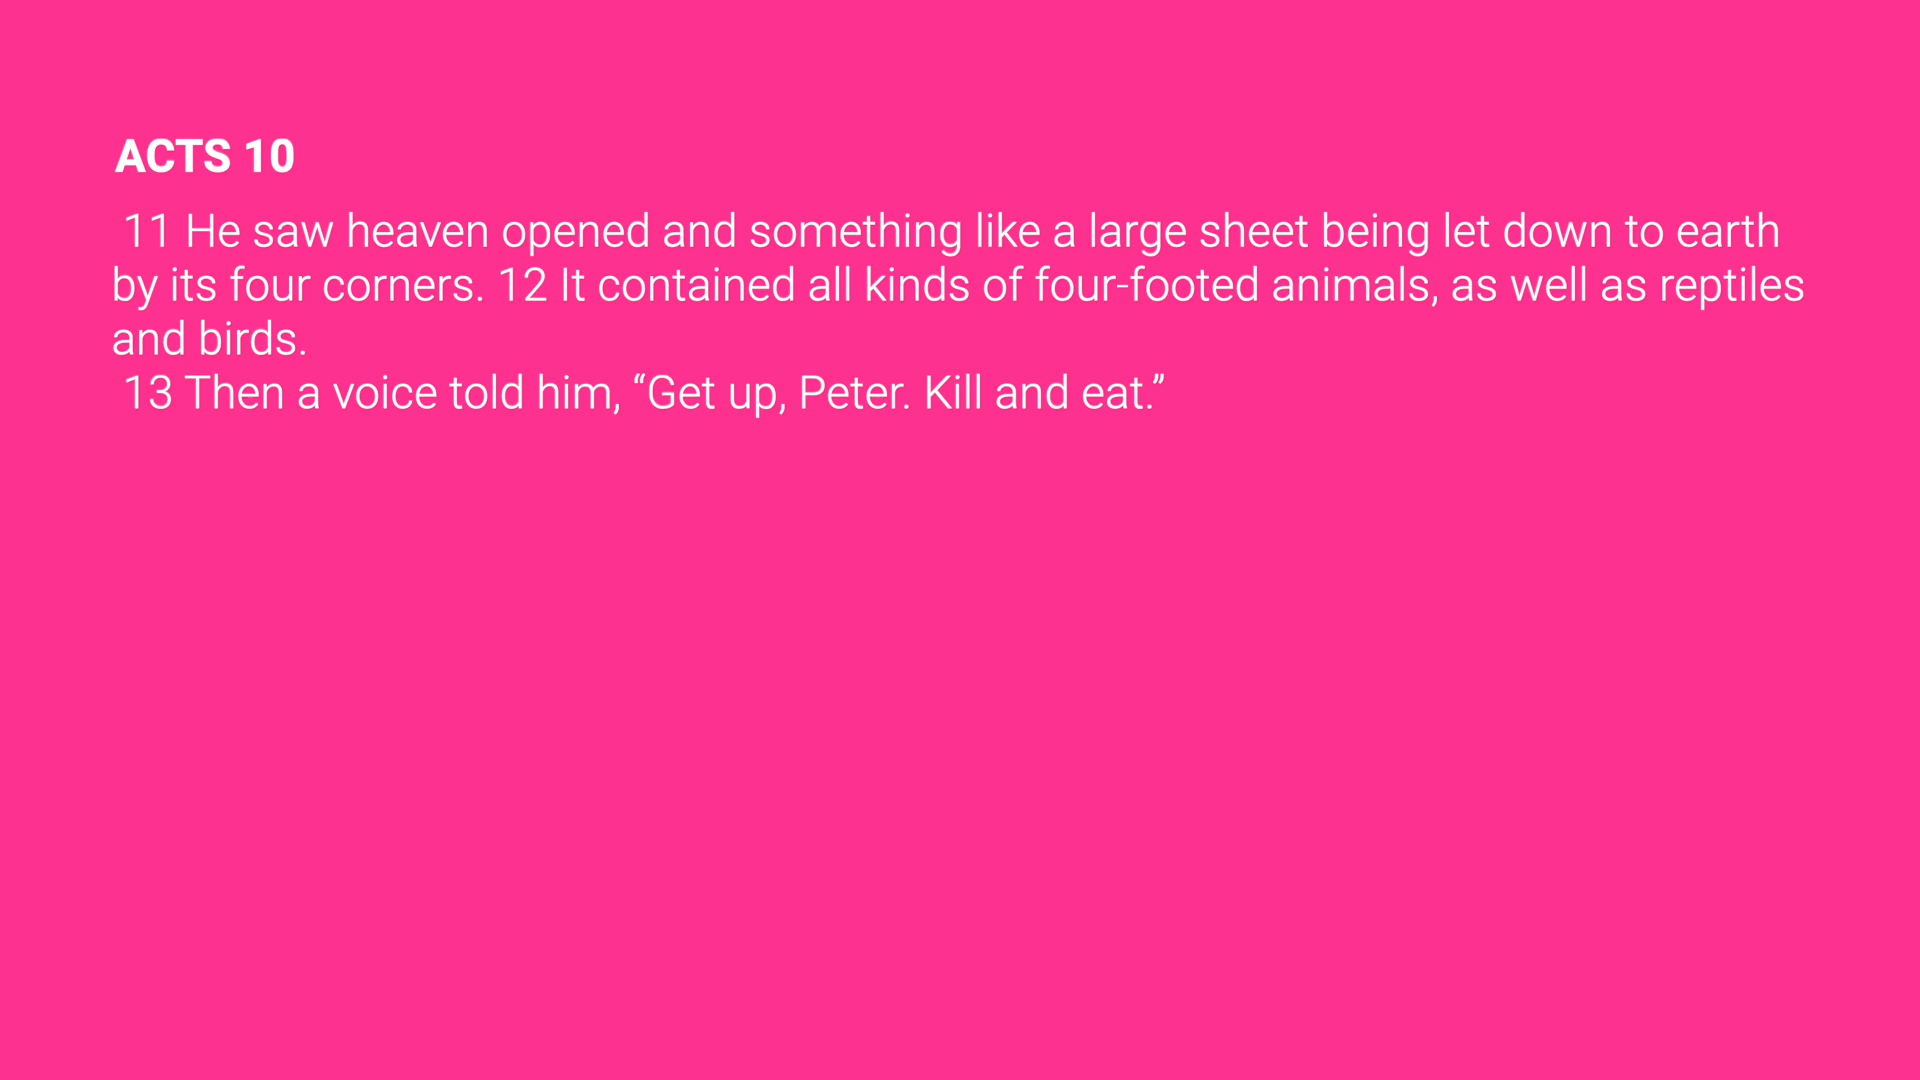 ACTS 10
11 He saw heaven opened and something like a large sheet being let down to earth
by its four corners. 12 It contained all kinds of four-footed animals, as well as reptiles
and birds.
13 Then a voice told him, “Get up, Peter. Kill and eat.”